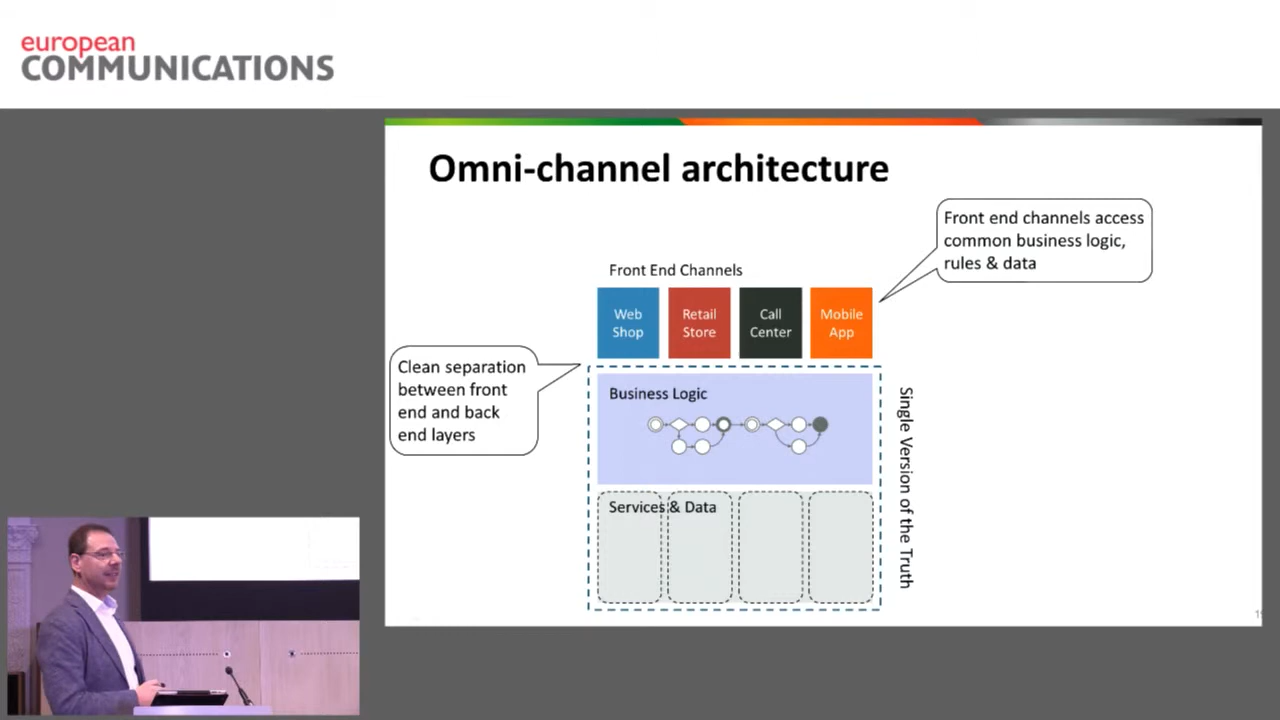 european
COMMUNICATIONS
Omni-channel architecture
Front end channels access
common business logic,
rules & data
Front End Channels
Web
Shop
Retail
Store
Call
Center
Mobile
App
Clean separation
between front
end and back
end layers
Business Logic
Services & Data
Single Version of the Truth